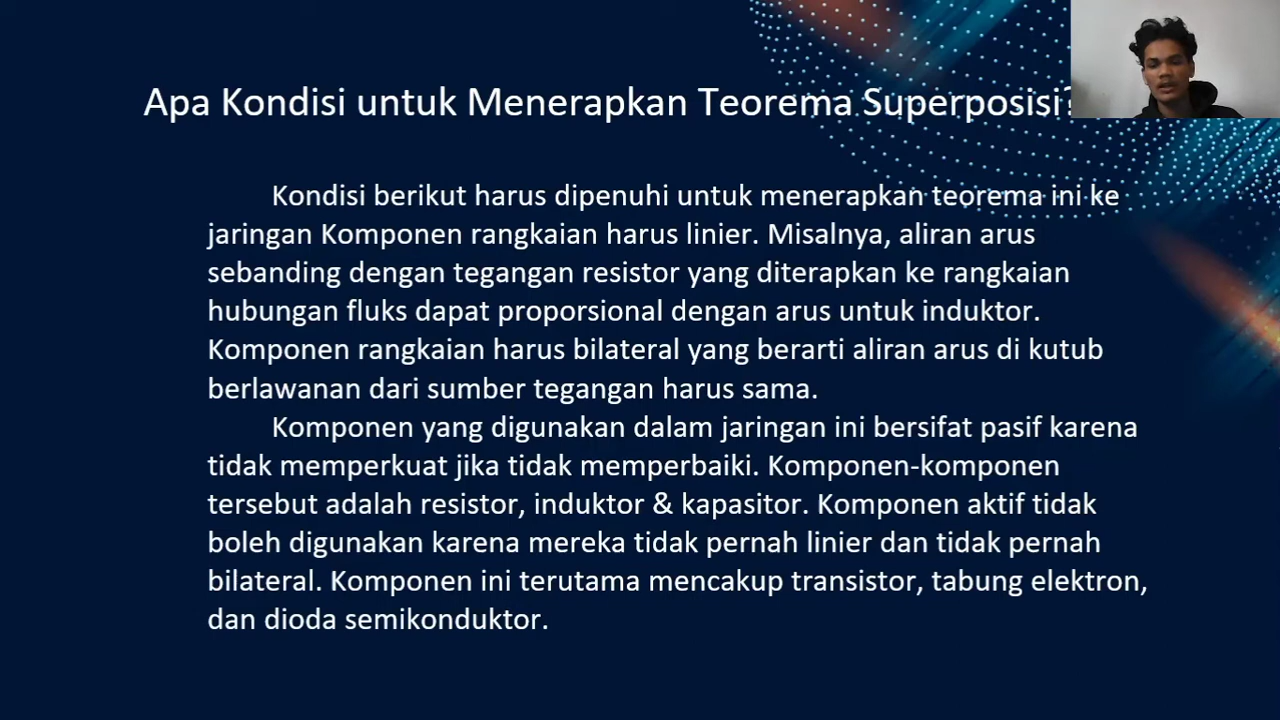 Apa Kondisi untuk Menerapkan Teorema Superposisi?
Kondisi berikut harus dipenuhi untuk menerapkan teorema ini ke
jaringan Komponen rangkaian harus linier. Misalnya, aliran arus
sebanding dengan tegangan resistor yang diterapkan ke rangkaian
hubungan fluks dapat proporsional dengan arus untuk induktor.
Komponen rangkaian harus bilateral yang berarti aliran arus di kutub
berlawanan dari sumber tegangan harus sama.
Komponen yang digunakan dalam jaringan ini bersifat pasif karena
tidak memperkuat jika tidak memperbaiki. Komponen-komponen
tersebut adalah resistor, induktor & kapasitor. Komponen aktif tidak
boleh digunakan karena mereka tidak pernah linier dan tidak pernah
bilateral. Komponen ini terutama mencakup transistor, tabung elektron,
dan dioda semikonduktor.